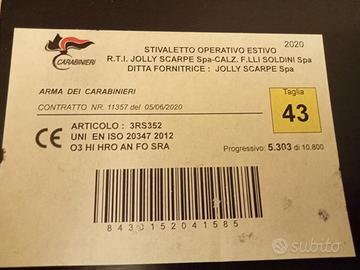 CARABINIERI
STIVALETTO OPERATIVO ESTIVO
2020
R.T.I. JOLLY SCARPE Spa-CALZ. F.LLI SOLDINI Spa
DITTA FORNITRICE : JOLLY SCARPE Spa
ARMA DEI CARABINIERI
CONTRATTO NR. 11357 del 05/06/2020
Taglia
43
ARTICOLO : 3RS352
CE UNI EN ISO 20347 2012
O3 HI HRO AN FO SRA
Progressivo: 5.303 di 10.800
8430152041585
subito